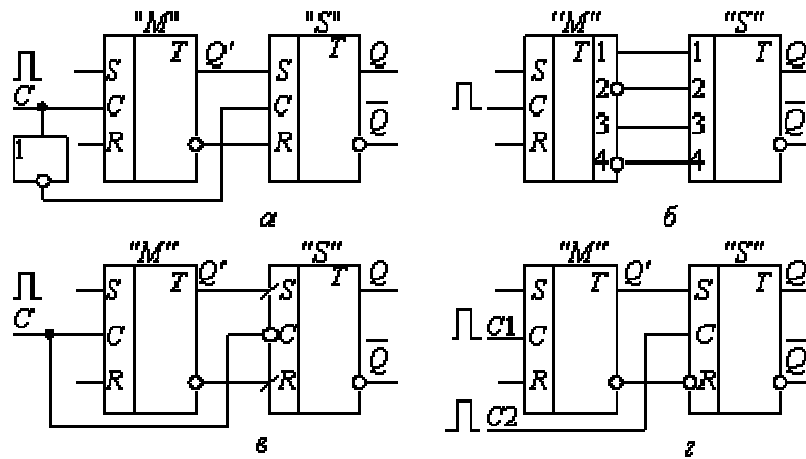 "M" "S" "M" "S"
T Q' T Q T 1 1 Q
S S 2 2
C C C Q̅ 3 3 Q̅
1 R R 4 4
а б
"M" "S" "M" "S"
T Q' T Q T Q' T Q
S S S S
C C C Q̅ C1 C C Q̅
R R R R
C2
в г